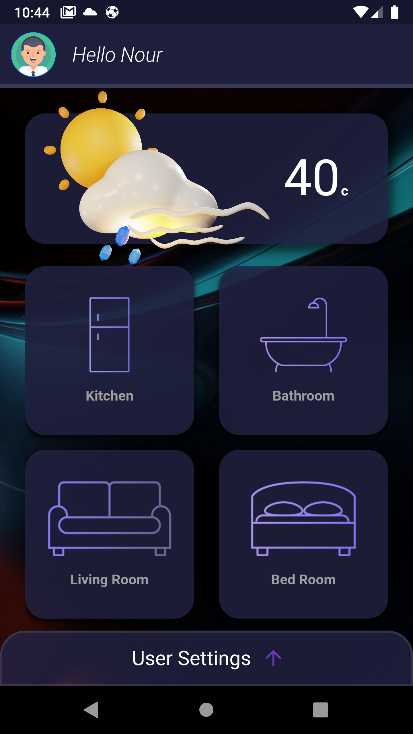 10:44
Hello Nour
40c
Kitchen
Bathroom
Living Room
Bed Room
User Settings